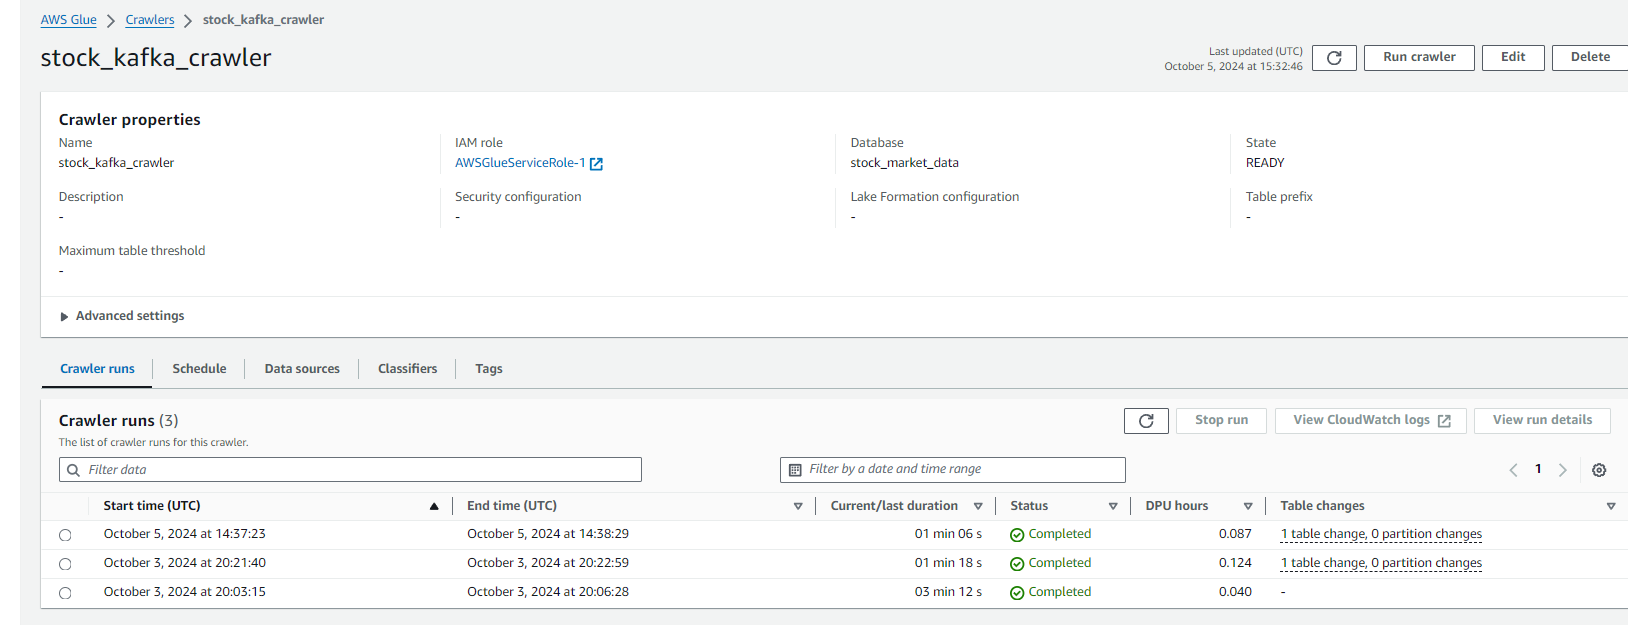 AWS Glue > Crawlers > stock_kafka_crawler
stock_kafka_crawler
Last updated (UTC)
October 5, 2024 at 15:32:46
Run crawler
Edit
Delete
Crawler properties
Name
stock_kafka_crawler
IAM role
AWSGlueServiceRole-1
Database
stock_market_data
State
READY
Description
-
Security configuration
-
Lake Formation configuration
-
Table prefix
-
Maximum table threshold
-
Advanced settings
Crawler runs
Schedule
Data sources
Classifiers
Tags
Crawler runs (3)
The list of crawler runs for this crawler.
Stop run
View CloudWatch logs
View run details
Filter data
Filter by a date and time range
1
Start time (UTC) End time (UTC) Current/last duration Status DPU hours Table changes
October 5, 2024 at 14:37:23 October 5, 2024 at 14:38:29 01 min 06 s Completed 0.087 1 table change, 0 partition changes
October 3, 2024 at 20:21:40 October 3, 2024 at 20:22:59 01 min 18 s Completed 0.124 1 table change, 0 partition changes
October 3, 2024 at 20:03:15 October 3, 2024 at 20:06:28 03 min 12 s Completed 0.040 -